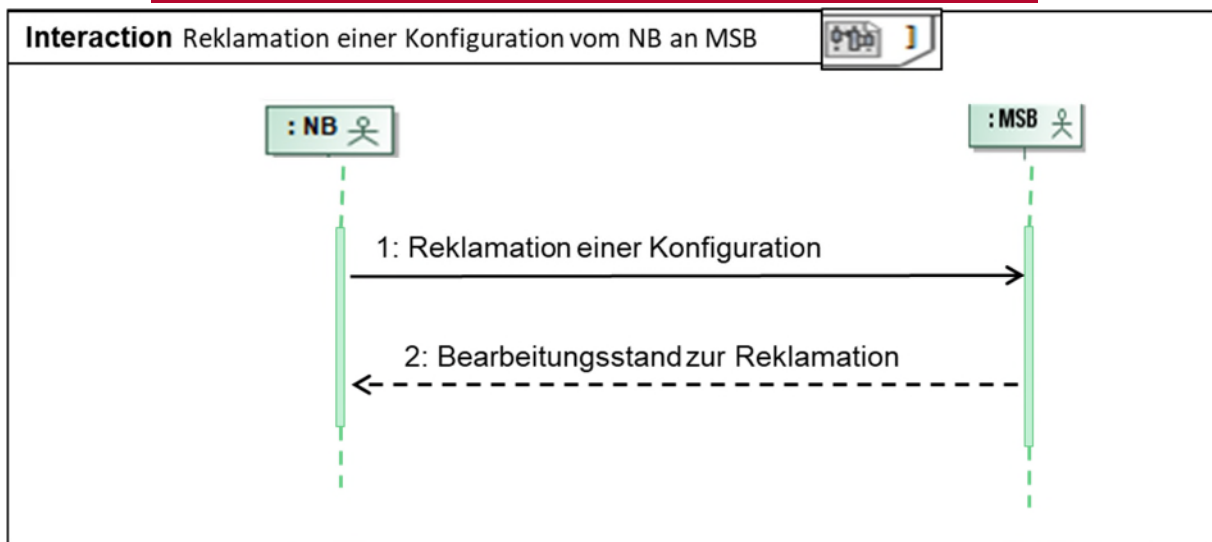 Interaction Reklamation einer Konfiguration vom NB an MSB
: NB
: MSB
1: Reklamation einer Konfiguration
2: Bearbeitungsstand zur Reklamation